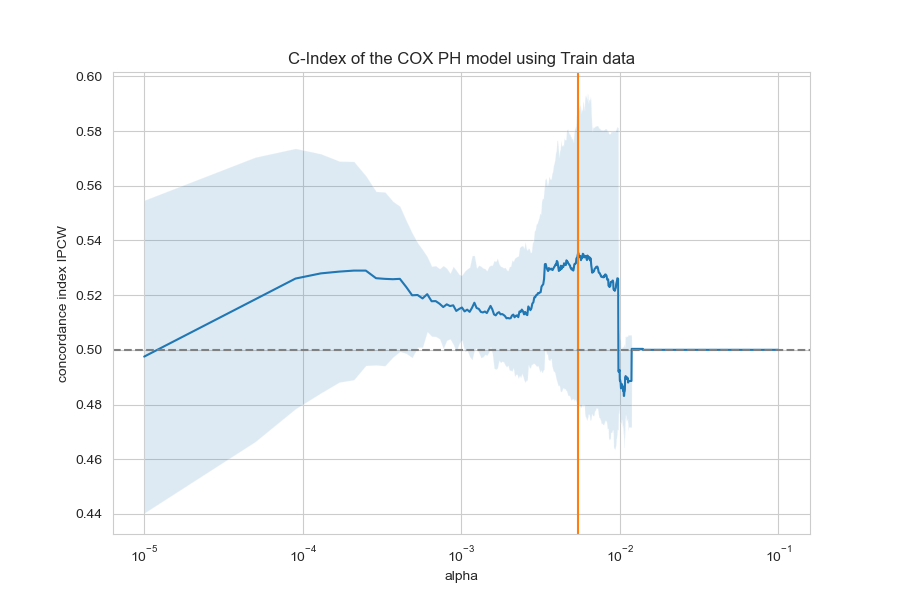 C-Index of the COX PH model using Train data
0.60
0.58
0.56
0.54
0.52
0.50
0.48
0.46
0.44
concordance index IPCW
10⁻⁵ 10⁻⁴ 10⁻³ 10⁻² 10⁻¹
alpha